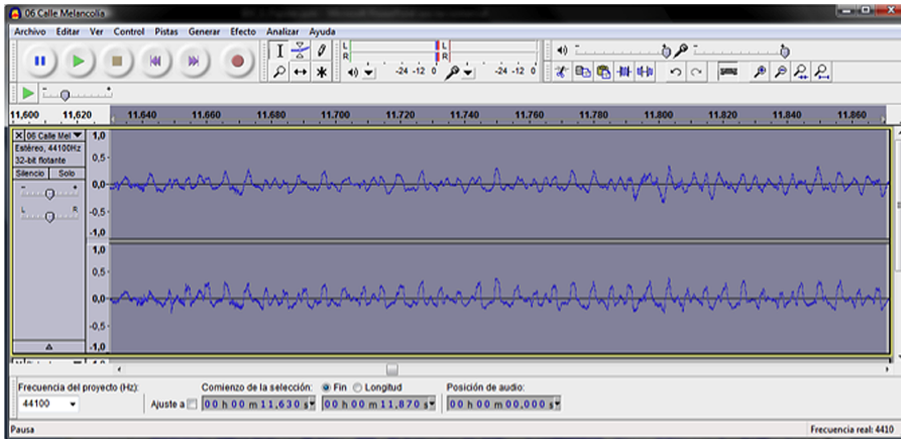 06 Calle Melancolía
Archivo Editar Ver Control Pistas Generar Efecto Analizar Ayuda
L
R
-24 -12 0
L
R
-24 -12 0
11,600 11,620 11,640 11,660 11,680 11,700 11,720 11,740 11,760 11,780 11,800 11,820 11,840 11,860
X 06 Calle Mel
Estéreo, 44100Hz
32-bit flotante
Silencio Solo
- +
L R
1,0
0,5
0,0
-0,5
-1,0
1,0
0,5
0,0
-0,5
-1,0
Frecuencia del proyecto (Hz): Comienzo de la selección: Fin Longitud Posición de audio:
44100 Ajuste a 00 h 00 m 11,630 s 00 h 00 m 11,870 s 00 h 00 m 00,000 s
Pausa Frecuencia real: 4410